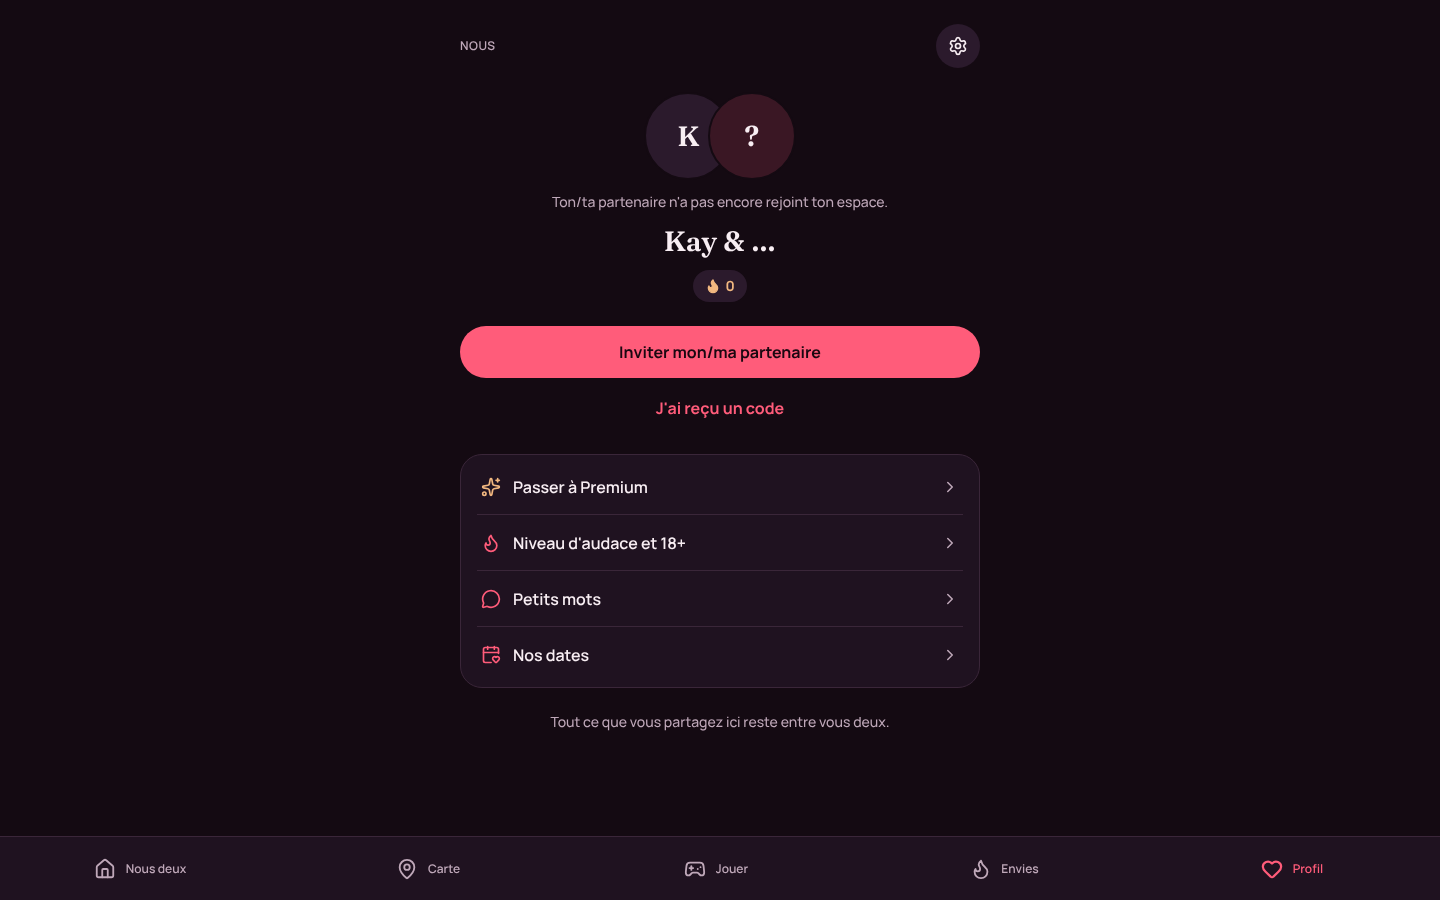 NOUS
K
?
Ton/ta partenaire n'a pas encore rejoint ton espace.
Kay & ...
0
Inviter mon/ma partenaire
J'ai reçu un code
Passer à Premium
Niveau d'audace et 18+
Petits mots
Nos dates
Tout ce que vous partagez ici reste entre vous deux.
Nous deux
Carte
Jouer
Envies
Profil